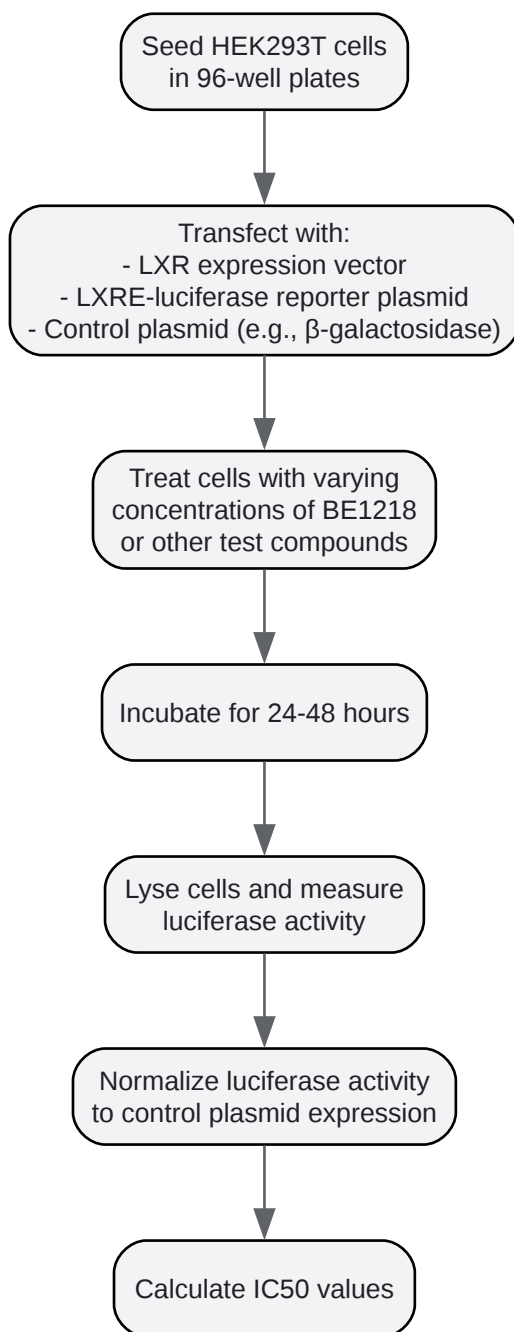 Seed HEK293T cells
in 96-well plates
Transfect with:
- LXR expression vector
- LXRE-luciferase reporter plasmid
- Control plasmid (e.g., β-galactosidase)
Treat cells with varying
concentrations of BE1218
or other test compounds
Incubate for 24-48 hours
Lyse cells and measure
luciferase activity
Normalize luciferase activity
to control plasmid expression
Calculate IC50 values